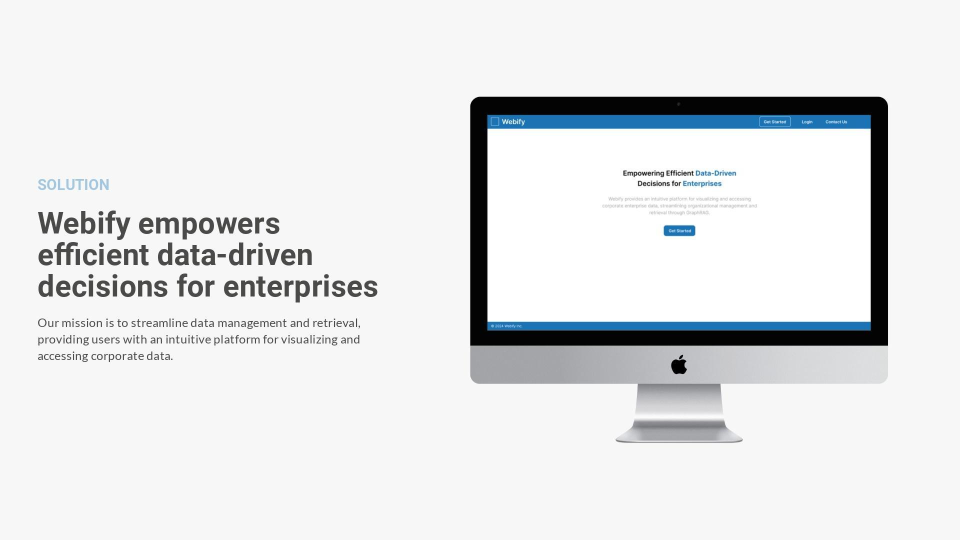 SOLUTION
Webify empowers
efficient data-driven
decisions for enterprises
Our mission is to streamline data management and retrieval,
providing users with an intuitive platform for visualizing and
accessing corporate data.
Webify
Get Started
Login
Contact Us
Empowering Efficient Data-Driven
Decisions for Enterprises
Webify provides an intuitive platform for visualizing and accessing
corporate enterprise data, streamlining organizational management and
retrieval through GraphRAG.
Get Started
© 2024 Webify Inc.